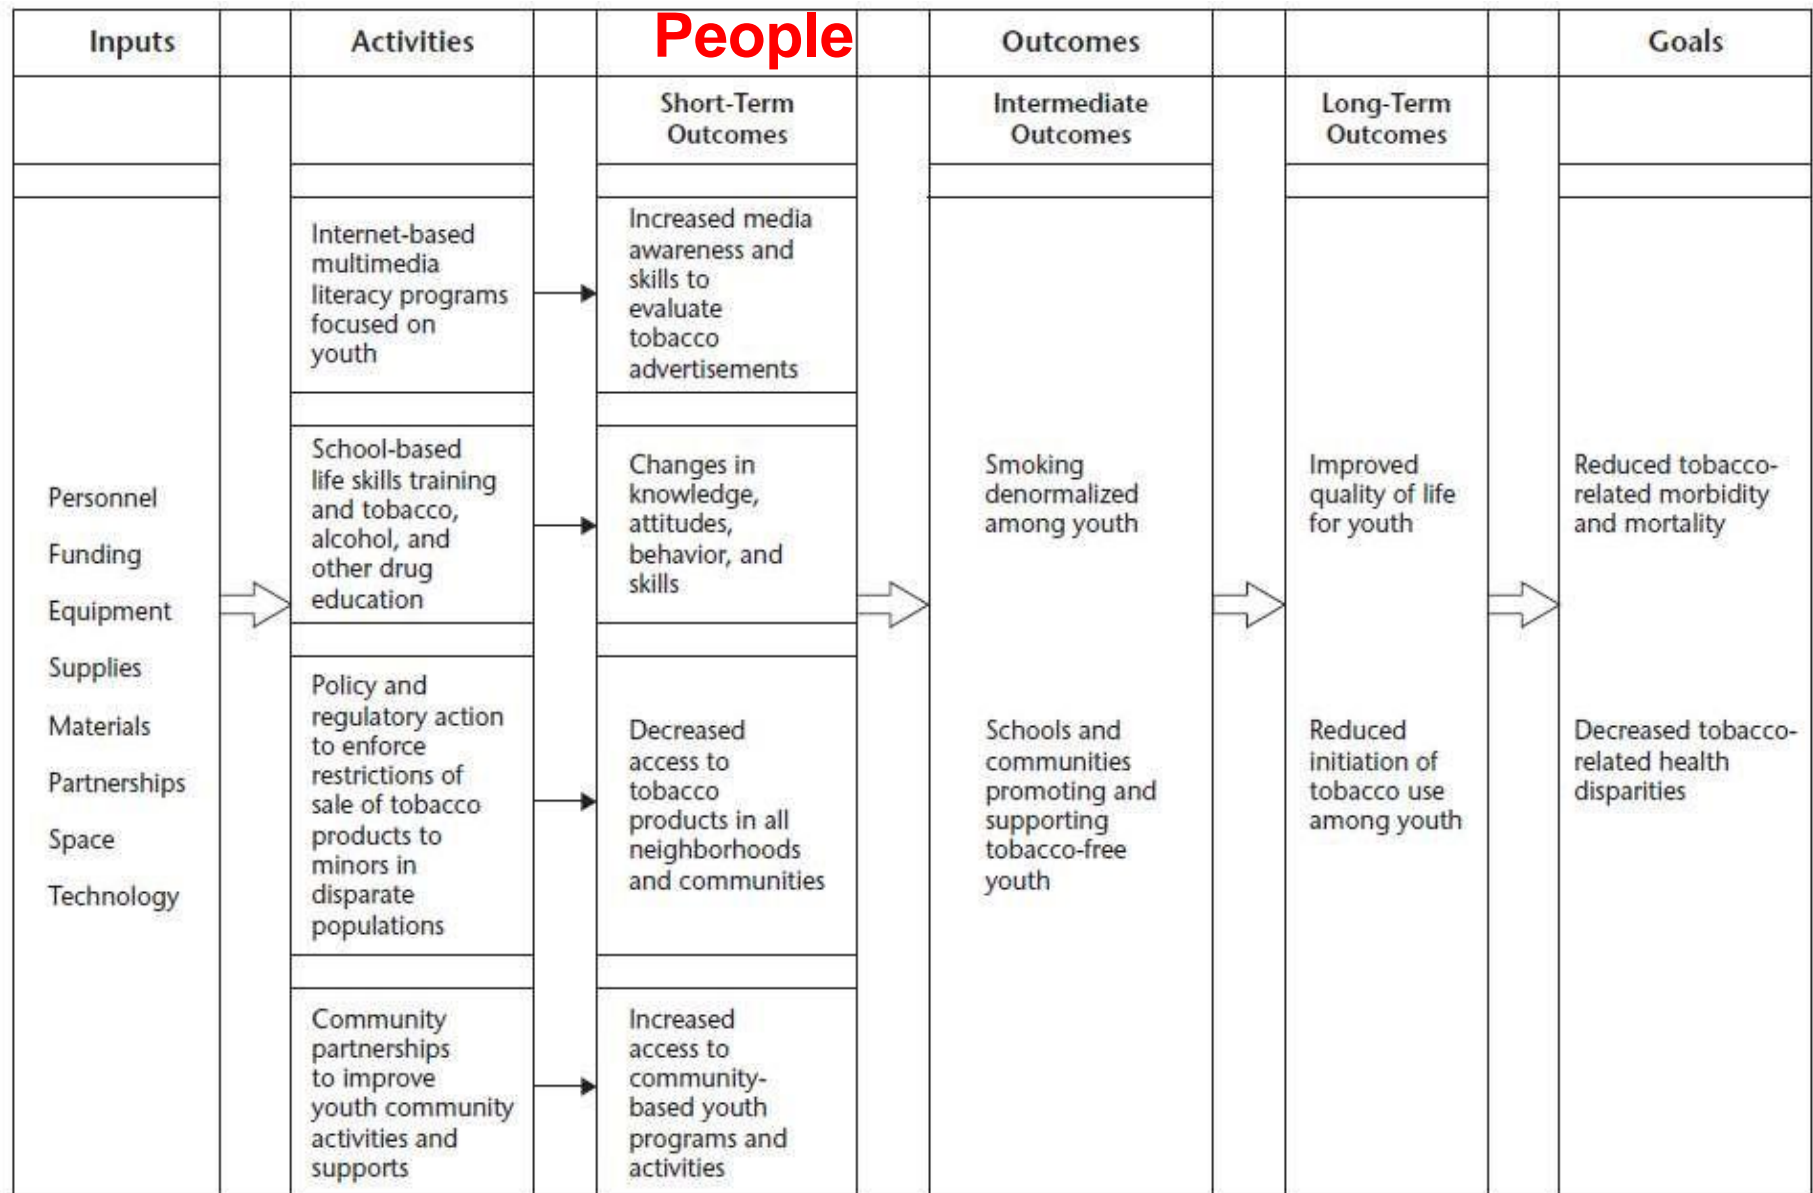 Inputs
Activities
People
Outcomes
Goals
Short-Term
Outcomes
Intermediate
Outcomes
Long-Term
Outcomes
Personnel
Funding
Equipment
Supplies
Materials
Partnerships
Space
Technology
Internet-based
multimedia
literacy programs
focused on
youth
Increased media
awareness and
skills to
evaluate
tobacco
advertisements
School-based
life skills training
and tobacco,
alcohol, and
other drug
education
Changes in
knowledge,
attitudes,
behavior, and
skills
Policy and
regulatory action
to enforce
restrictions of
sale of tobacco
products to
minors in
disparate
populations
Decreased
access to
tobacco
products in all
neighborhoods
and communities
Community
partnerships
to improve
youth community
activities and
supports
Increased
access to
community-
based youth
programs and
activities
Smoking
denormalized
among youth
Schools and
communities
promoting and
supporting
tobacco-free
youth
Improved
quality of life
for youth
Reduced
initiation of
tobacco use
among youth
Reduced tobacco-
related morbidity
and mortality
Decreased tobacco-
related health
disparities